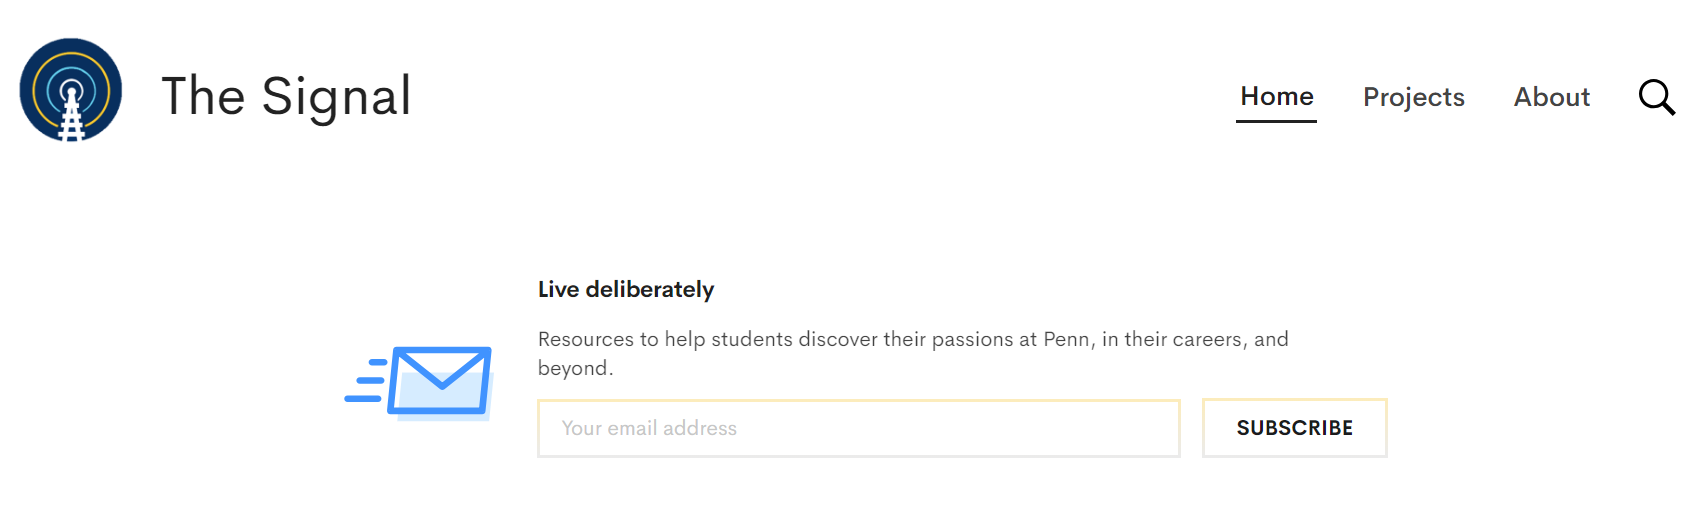 The Signal
Home
Projects
About
Live deliberately
Resources to help students discover their passions at Penn, in their careers, and
beyond.
Your email address
SUBSCRIBE